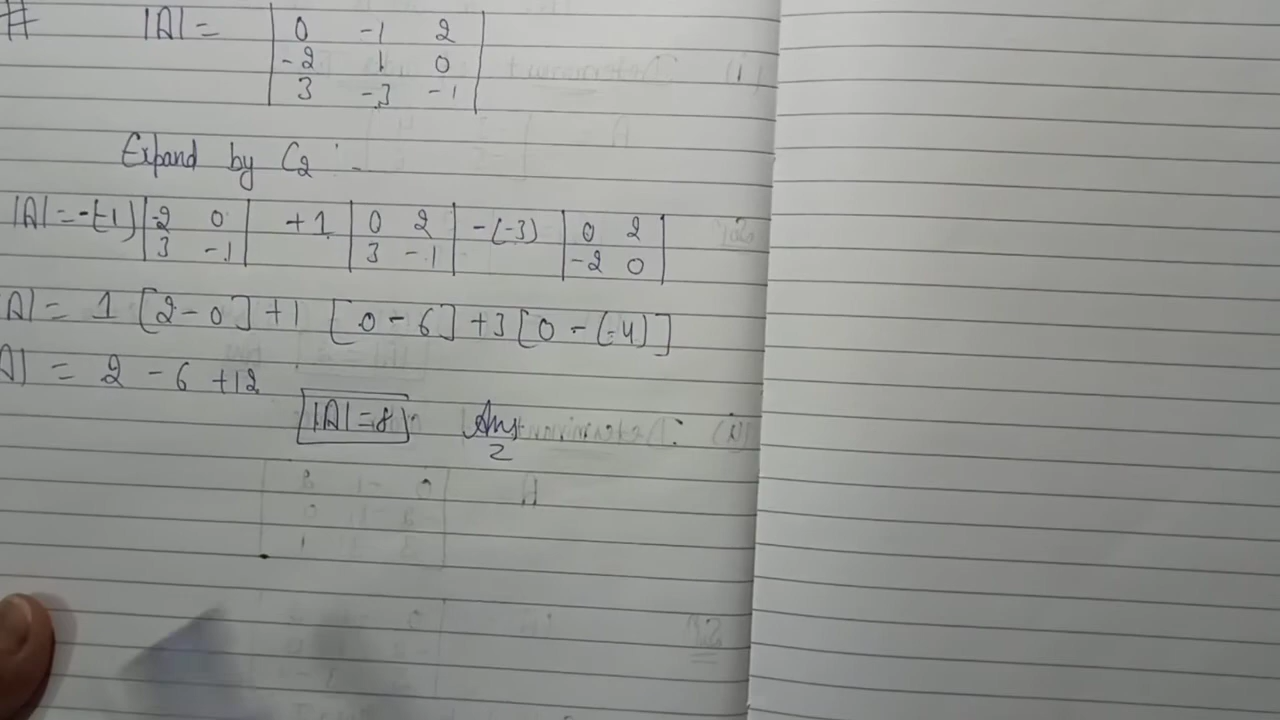 # |A| = | 0 -1 2 |
| -2 1 0 |
| 3 -3 -1 |
Expand by C2 :-
|A| = -(-1) | -2 0 | +1 | 0 2 | -(-3) | 0 2 |
| 3 -1 | | 3 -1 | | -2 0 |
|A| = 1 [2 - 0] + 1 [0 - 6] + 3 [0 - (-4)]
|A| = 2 - 6 + 12
|A| = 8 Ans